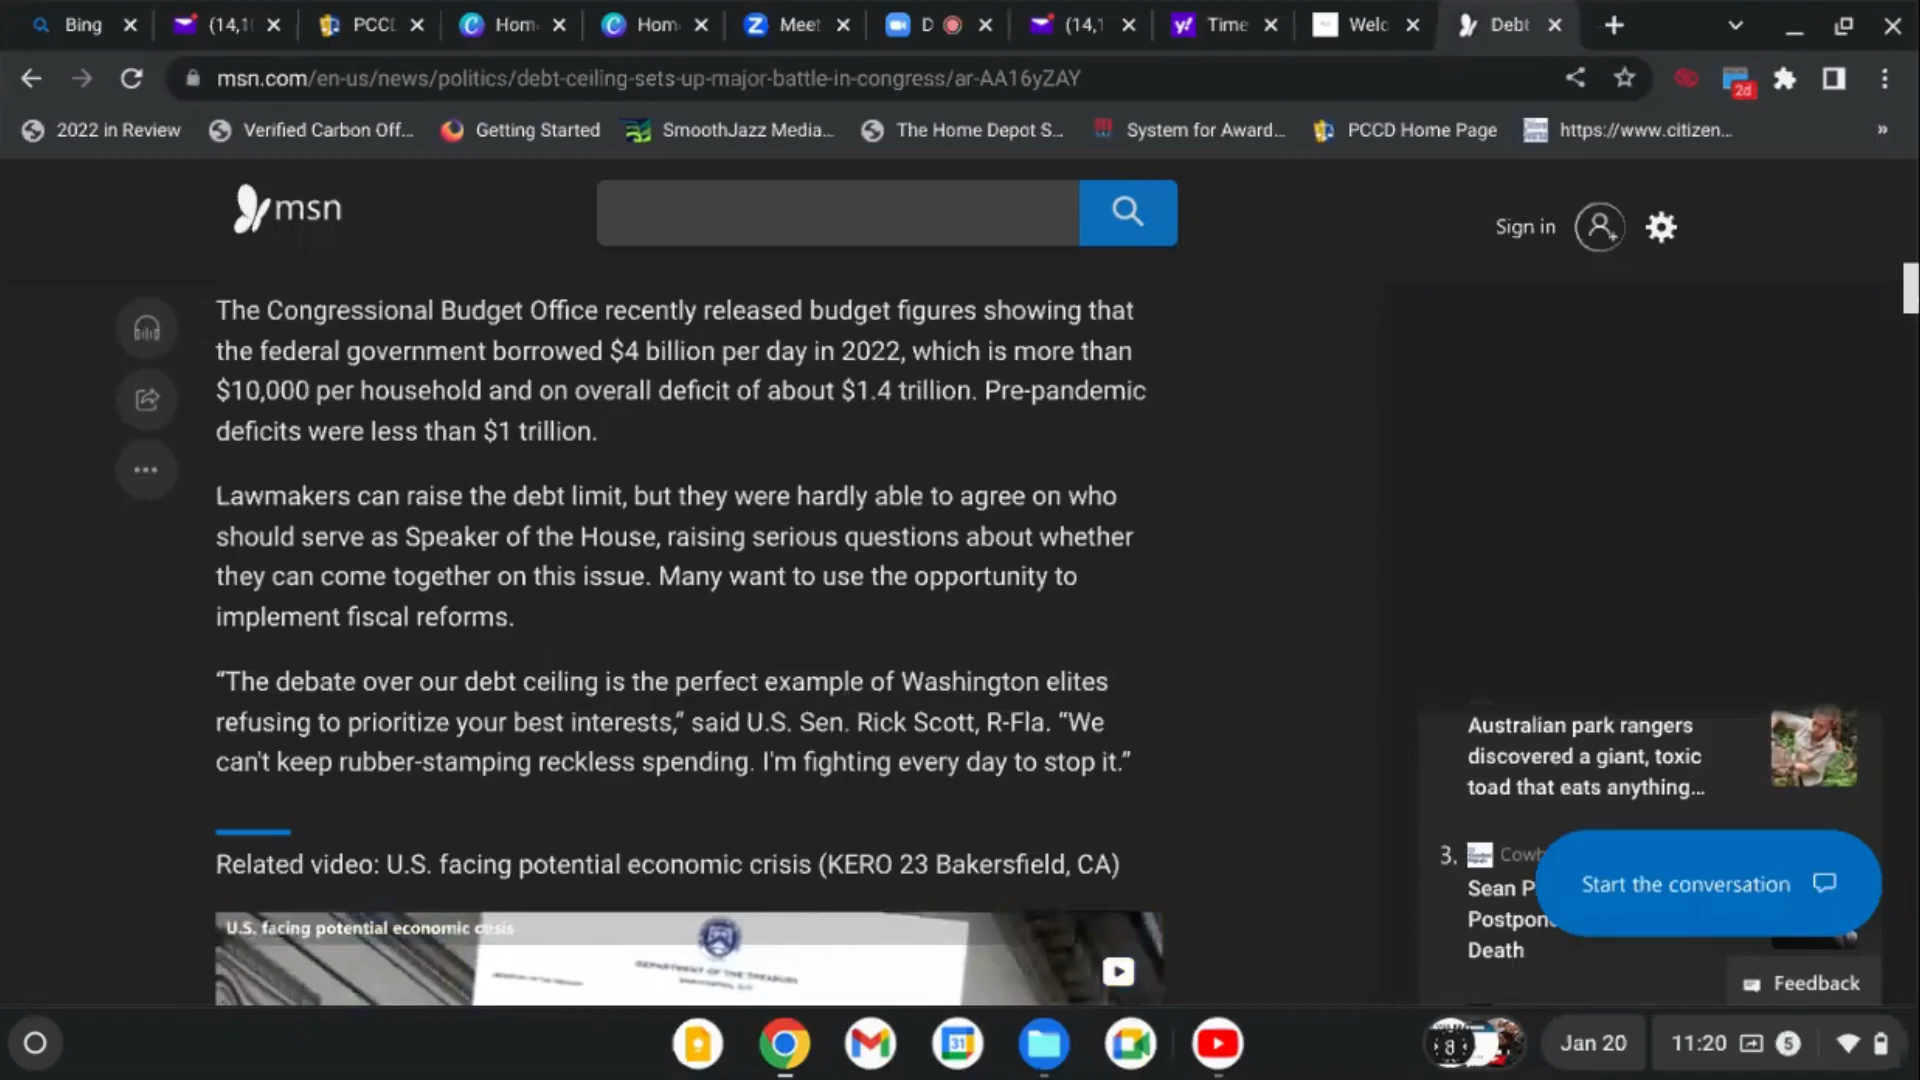 Bing
(14,1
PCCI
Hom
Hom
Meet
D
(14,1
Time
Welc
Debt
msn.com/en-us/news/politics/debt-ceiling-sets-up-major-battle-in-congress/ar-AA16yZAY
2d
2022 in Review
Verified Carbon Off...
Getting Started
SmoothJazz Media...
The Home Depot S...
System for Award...
PCCD Home Page
https://www.citizen...
»
msn
Sign in
The Congressional Budget Office recently released budget figures showing that
the federal government borrowed $4 billion per day in 2022, which is more than
$10,000 per household and on overall deficit of about $1.4 trillion. Pre-pandemic
deficits were less than $1 trillion.
Lawmakers can raise the debt limit, but they were hardly able to agree on who
should serve as Speaker of the House, raising serious questions about whether
they can come together on this issue. Many want to use the opportunity to
implement fiscal reforms.
“The debate over our debt ceiling is the perfect example of Washington elites
refusing to prioritize your best interests,” said U.S. Sen. Rick Scott, R-Fla. “We
can't keep rubber-stamping reckless spending. I'm fighting every day to stop it.”
Related video: U.S. facing potential economic crisis (KERO 23 Bakersfield, CA)
U.S. facing potential economic crisis
DEPARTMENT OF THE TREASURY
Australian park rangers
discovered a giant, toxic
toad that eats anything...
3.
Cowb
Sean P
Postpon
Death
Start the conversation
Feedback
31
8
Jan 20
11:20
5